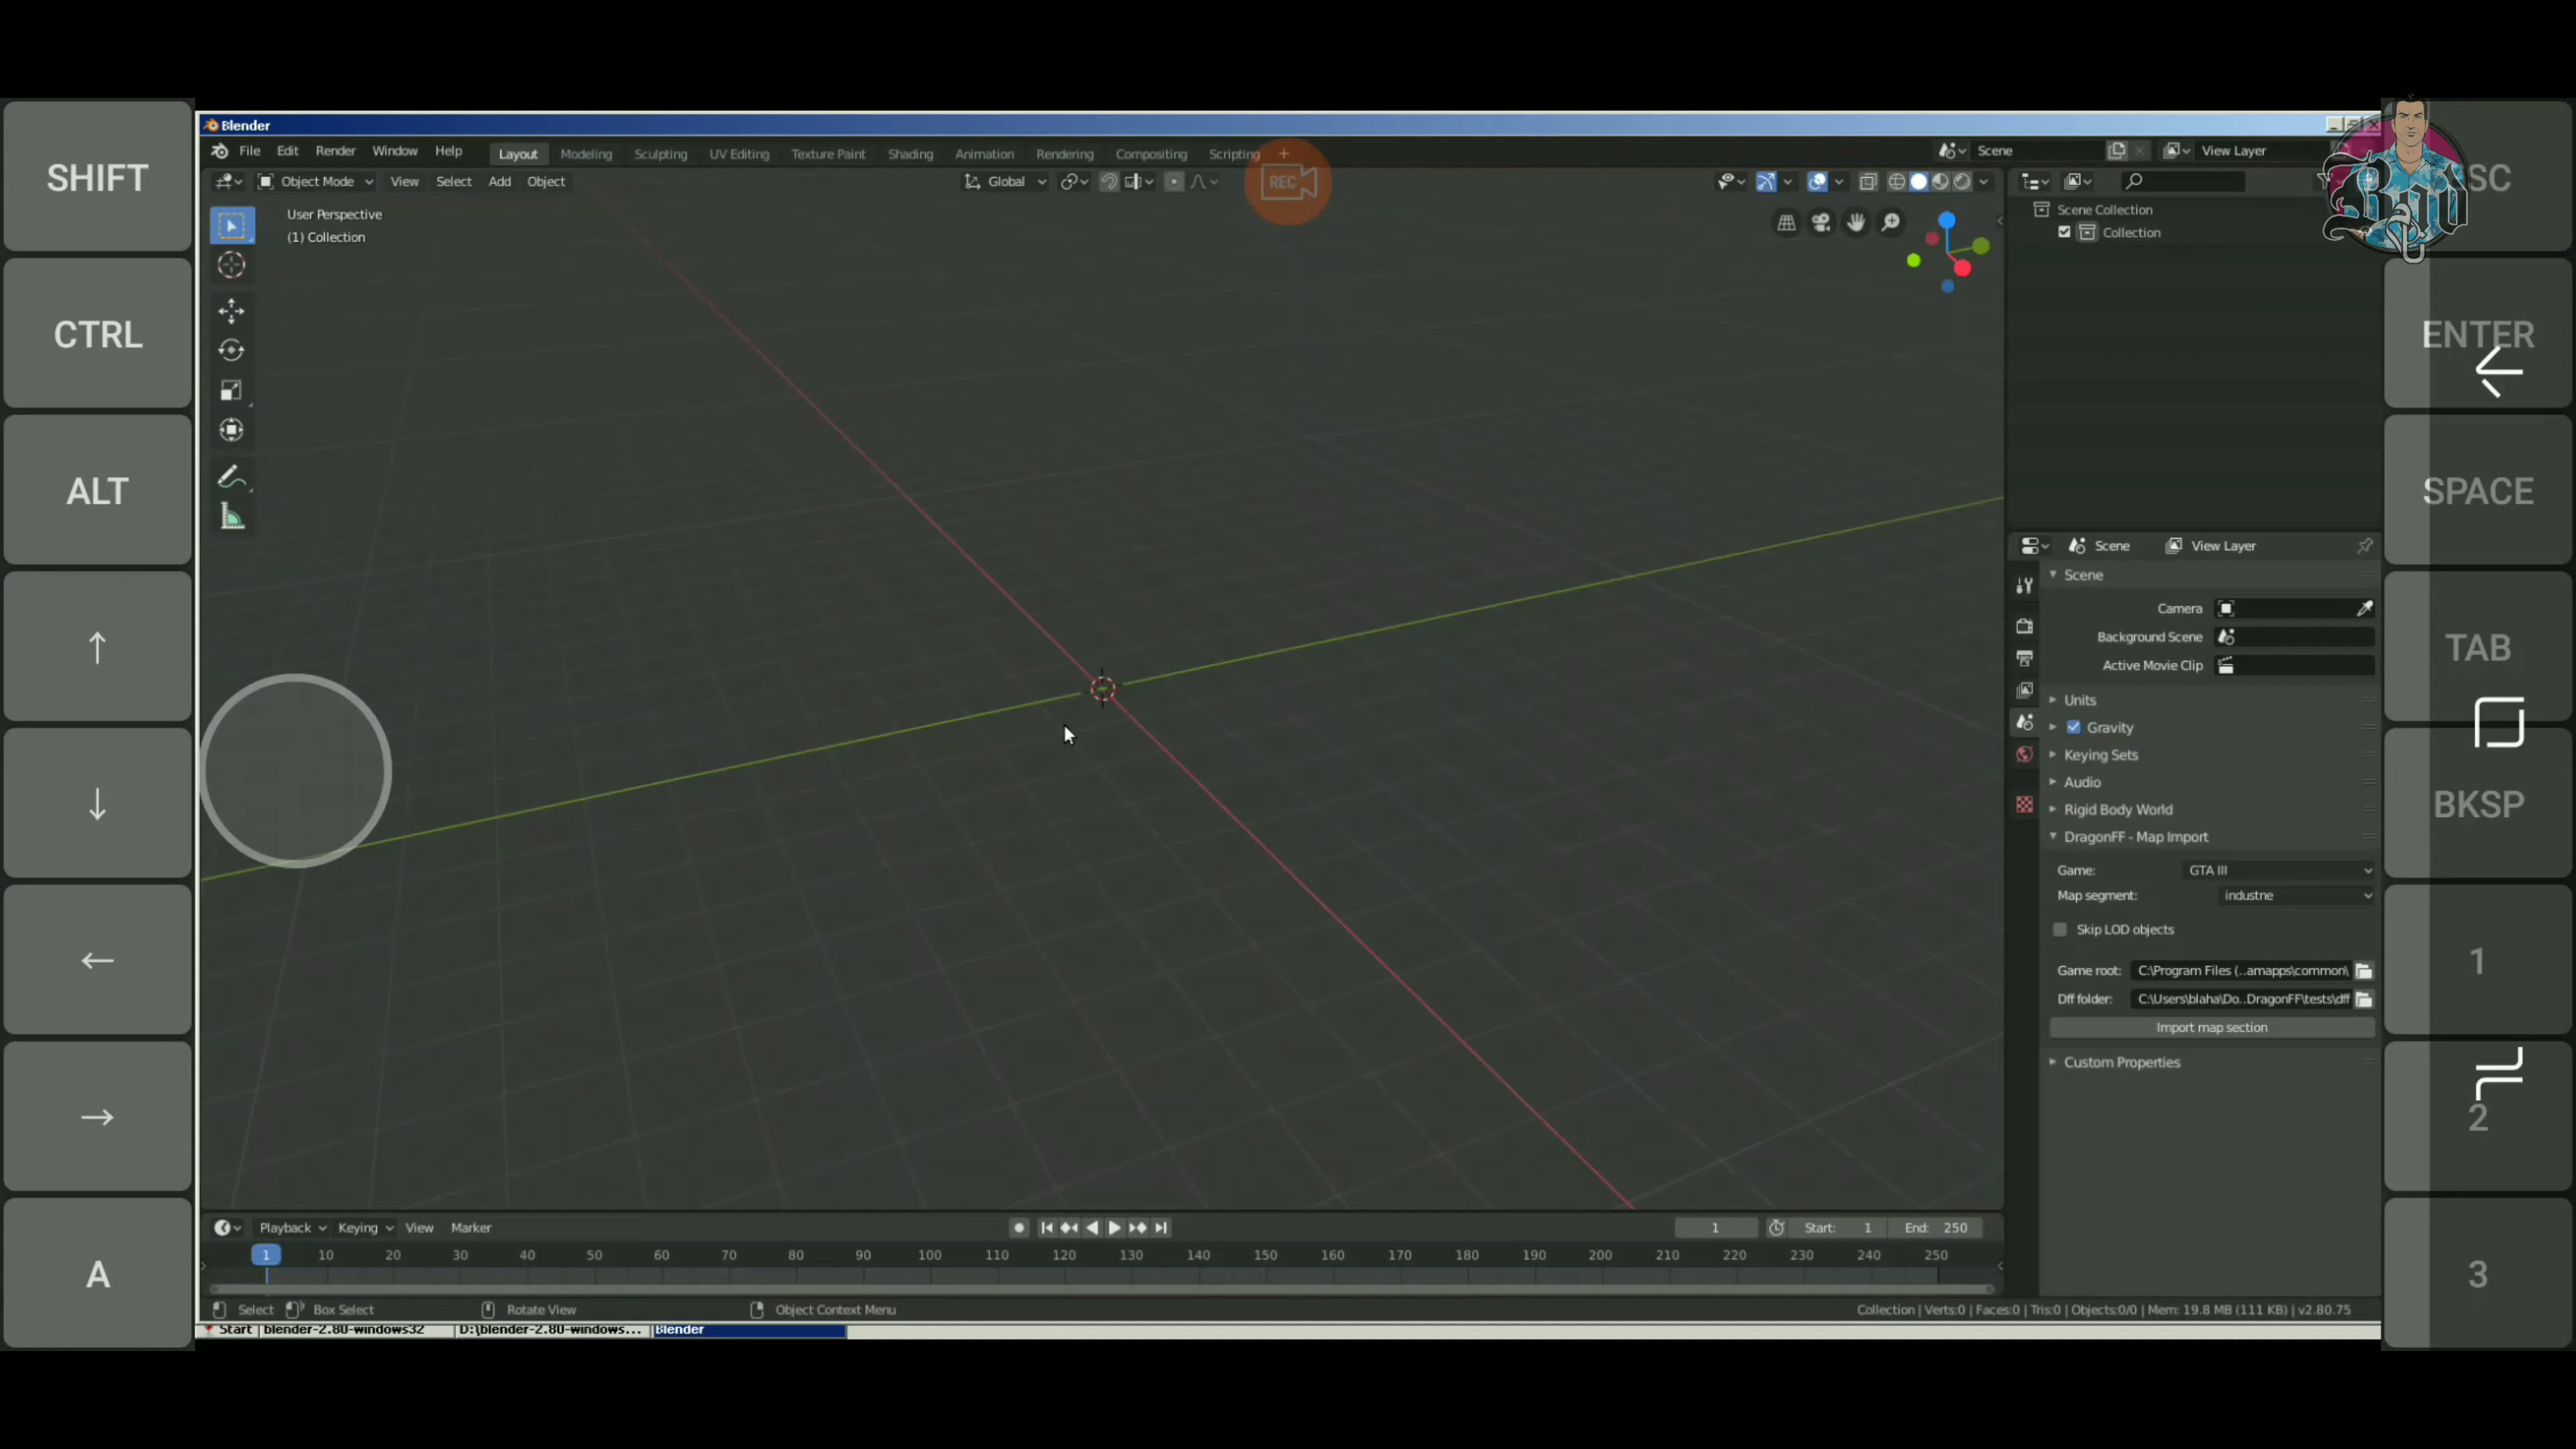 SHIFT
CTRL
ALT
↑
↓
←
→
A
Blender
File Edit Render Window Help
Layout Modeling Sculpting UV Editing Texture Paint Shading Animation Rendering Compositing Scripting +
Scene
View Layer
Object Mode View Select Add Object
Global
REC
User Perspective
(1) Collection
Scene Collection
Collection
Scene View Layer
Scene
Camera
Background Scene
Active Movie Clip
Units
Gravity
Keying Sets
Audio
Rigid Body World
DragonFF - Map Import
Game: GTA III
Map segment: industne
Skip LOD objects
Game root: C:\Program Files (..amapps\common\
Dff folder: C:\Users\blaha\Do..DragonFF\tests\dff
Import map section
Custom Properties
Playback Keying View Marker
1 Start: 1 End: 250
1 10 20 30 40 50 60 70 80 90 100 110 120 130 140 150 160 170 180 190 200 210 220 230 240 250
Select Box Select Rotate View Object Context Menu
Collection | Verts:0 | Faces:0 | Tris:0 | Objects:0/0 | Mem: 19.8 MB (111 KB) | v2.80.75
Start blender-2.80-windows32 D:\blender-2.80-windows... Blender
SC
ENTER
SPACE
TAB
BKSP
1
2
3